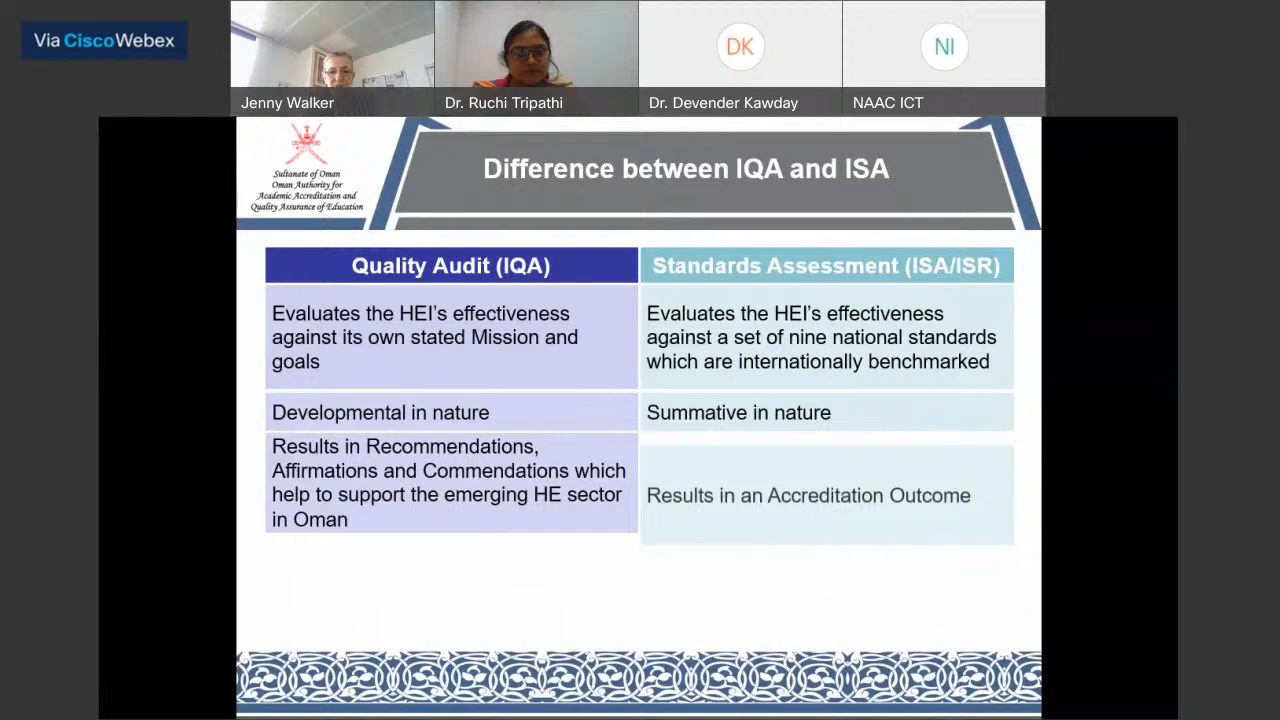 Via Cisco Webex
Jenny Walker
Dr. Ruchi Tripathi
DK
Dr. Devender Kawday
NI
NAAC ICT
Sultanate of Oman
Oman Authority for
Academic Accreditation and
Quality Assurance of Education
Difference between IQA and ISA
Quality Audit (IQA)
Standards Assessment (ISA/ISR)
Evaluates the HEI's effectiveness
against its own stated Mission and
goals
Evaluates the HEI's effectiveness
against a set of nine national standards
which are internationally benchmarked
Developmental in nature
Summative in nature
Results in Recommendations,
Affirmations and Commendations which
help to support the emerging HE sector
in Oman
Results in an Accreditation Outcome